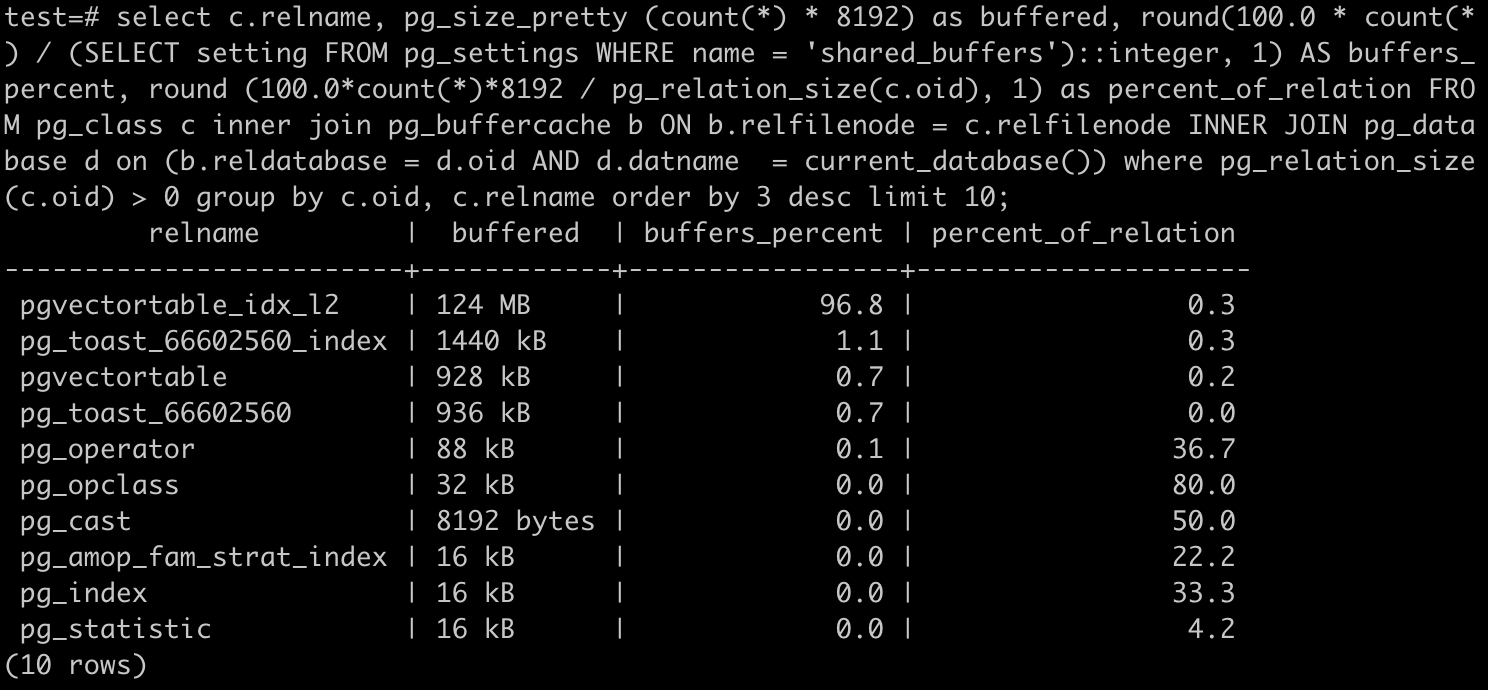 test=# select c.relname, pg_size_pretty (count(*) * 8192) as buffered, round(100.0 * count(*
) / (SELECT setting FROM pg_settings WHERE name = 'shared_buffers')::integer, 1) AS buffers_
percent, round (100.0*count(*)*8192 / pg_relation_size(c.oid), 1) as percent_of_relation FRO
M pg_class c inner join pg_buffercache b ON b.relfilenode = c.relfilenode INNER JOIN pg_data
base d on (b.reldatabase = d.oid AND d.datname  = current_database()) where pg_relation_size
(c.oid) > 0 group by c.oid, c.relname order by 3 desc limit 10;
         relname         |  buffered  | buffers_percent | percent_of_relation
-------------------------+------------+-----------------+---------------------
 pgvectortable_idx_l2    | 124 MB     |            96.8 |                 0.3
 pg_toast_66602560_index | 1440 kB    |             1.1 |                 0.3
 pgvectortable           | 928 kB     |             0.7 |                 0.2
 pg_toast_66602560       | 936 kB     |             0.7 |                 0.0
 pg_operator             | 88 kB      |             0.1 |                36.7
 pg_opclass              | 32 kB      |             0.0 |                80.0
 pg_cast                 | 8192 bytes |             0.0 |                50.0
 pg_amop_fam_strat_index | 16 kB      |             0.0 |                22.2
 pg_index                | 16 kB      |             0.0 |                33.3
 pg_statistic            | 16 kB      |             0.0 |                 4.2
(10 rows)